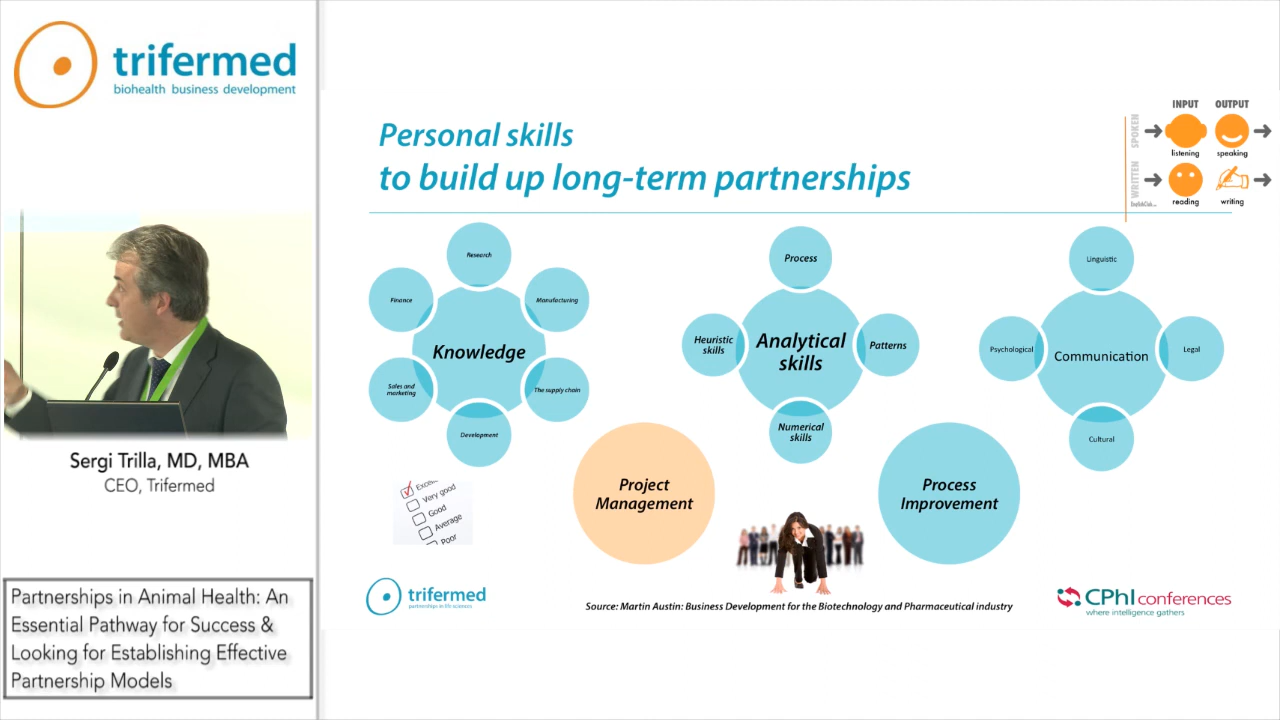 trifermed
biohealth business development
Sergi Trilla, MD, MBA
CEO, Trifermed
Partnerships in Animal Health: An
Essential Pathway for Success &
Looking for Establishing Effective
Partnership Models
Personal skills
to build up long-term partnerships
INPUT OUTPUT
SPOKEN
listening speaking
WRITTEN
reading writing
EnglishClub
Research
Finance
Manufacturing
Knowledge
Sales and
marketing
The supply chain
Development
Process
Heuristic
skills
Analytical
skills
Patterns
Numerical
skills
Linguistic
Psychological
Communication
Legal
Cultural
Project
Management
Process
Improvement
Very good
Good
Average
Poor
trifermed
partnerships in life sciences
Source: Martin Austin: Business Development for the Biotechnology and Pharmaceutical industry
CPhI conferences
where intelligence gathers